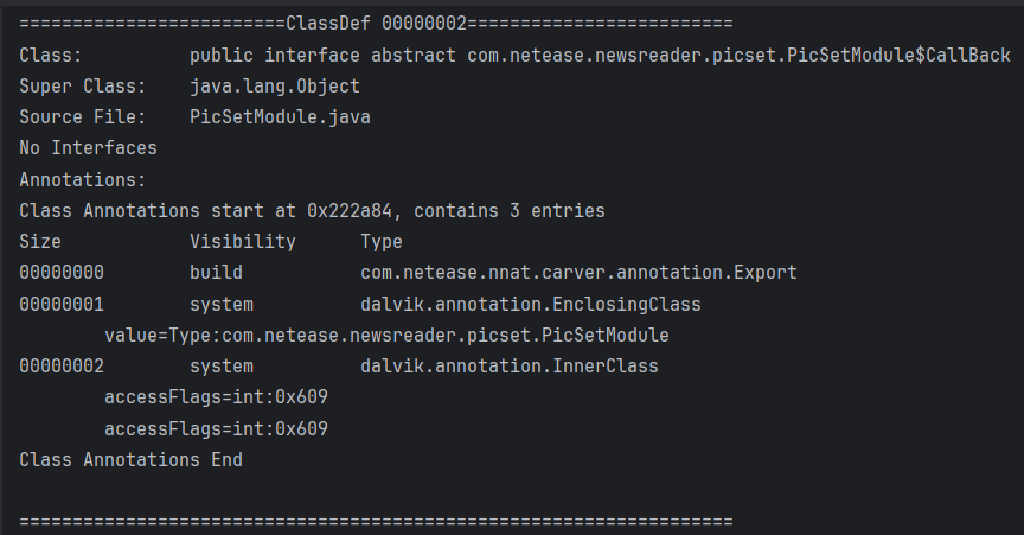 =========================ClassDef 00000002=========================
Class:          public interface abstract com.netease.newsreader.picset.PicSetModule$CallBack
Super Class:    java.lang.Object
Source File:    PicSetModule.java
No Interfaces
Annotations:
Class Annotations start at 0x222a84, contains 3 entries
Size            Visibility      Type
00000000        build           com.netease.nnat.carver.annotation.Export
00000001        system          dalvik.annotation.EnclosingClass
        value=Type:com.netease.newsreader.picset.PicSetModule
00000002        system          dalvik.annotation.InnerClass
        accessFlags=int:0x609
        accessFlags=int:0x609
Class Annotations End
===================================================================